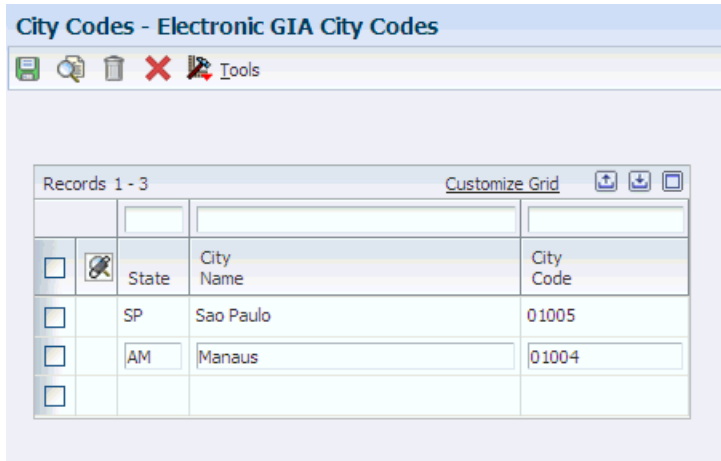 City Codes - Electronic GIA City Codes
Tools
Records 1 - 3 Customize Grid
State City Name City Code
SP Sao Paulo 01005
AM Manaus 01004